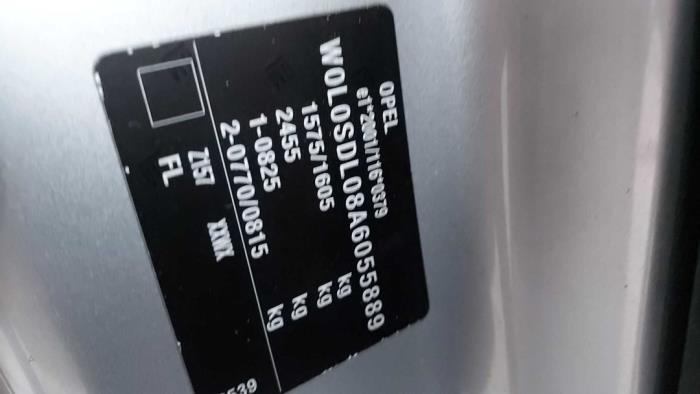 OPEL
e1*2001/116*0379
W0L0SDL08A6055889
1575/1605 kg
2455 kg
1-0825 kg
2-0770/0815 kg
Z157 XXWX
FL